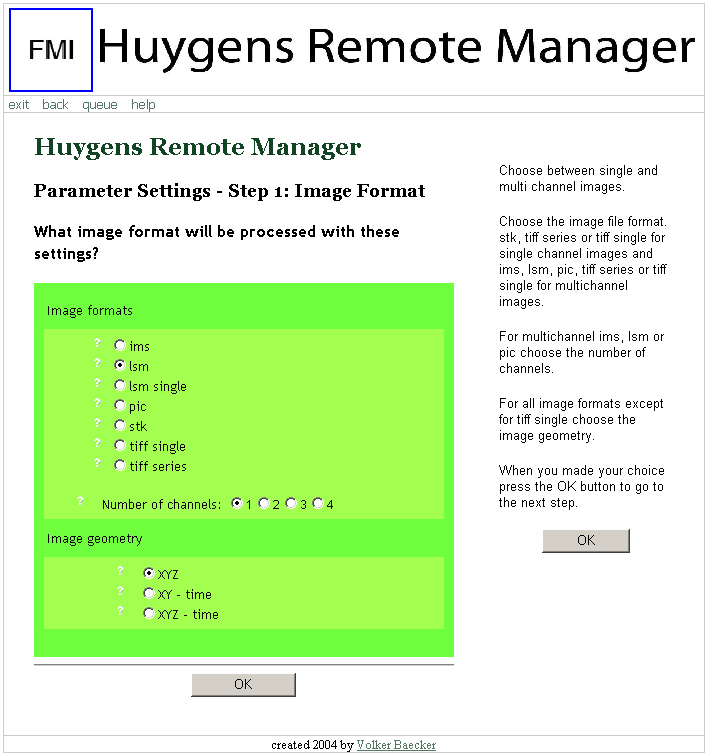 FMI Huygens Remote Manager
exit back queue help
Huygens Remote Manager
Parameter Settings - Step 1: Image Format
What image format will be processed with these
settings?
Image formats
? ims
? lsm
? lsm single
? pic
? stk
? tiff single
? tiff series
? Number of channels: 1 2 3 4
Image geometry
? XYZ
? XY - time
? XYZ - time
OK
Choose between single and
multi channel images.
Choose the image file format.
stk, tiff series or tiff single for
single channel images and
ims, lsm, pic, tiff series or tiff
single for multichannel
images.
For multichannel ims, lsm or
pic choose the number of
channels.
For all image formats except
for tiff single choose the
image geometry.
When you made your choice
press the OK button to go to
the next step.
OK
created 2004 by Volker Baecker